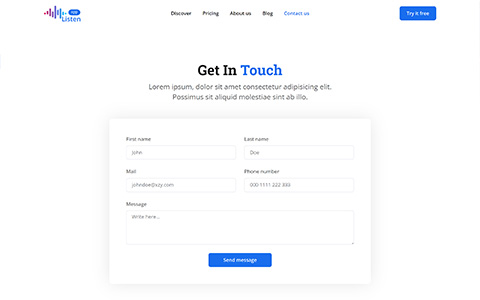 Listen
Discover Pricing About us Blog Contact us
Try it free
Get In Touch
Lorem ipsum, dolor sit amet consectetur adipisicing elit.
Possimus sit aliquid molestiae sint ab illo.
First name
Last name
John
Doe
Mail
Phone number
johndoe@xzy.com
000 1111 222 333
Message
Write here...
Send message